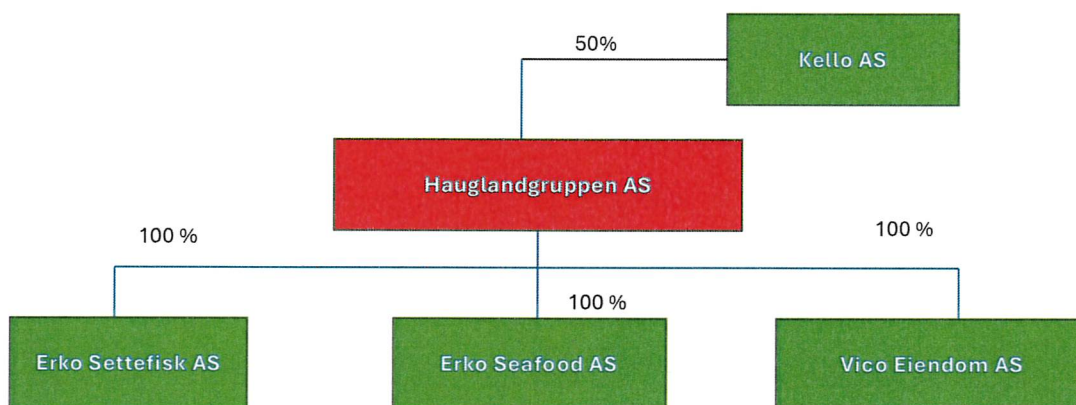 50%
Kello AS
Hauglandgruppen AS
100 %
100 %
100 %
Erko Settefisk AS
Erko Seafood AS
Vico Eiendom AS